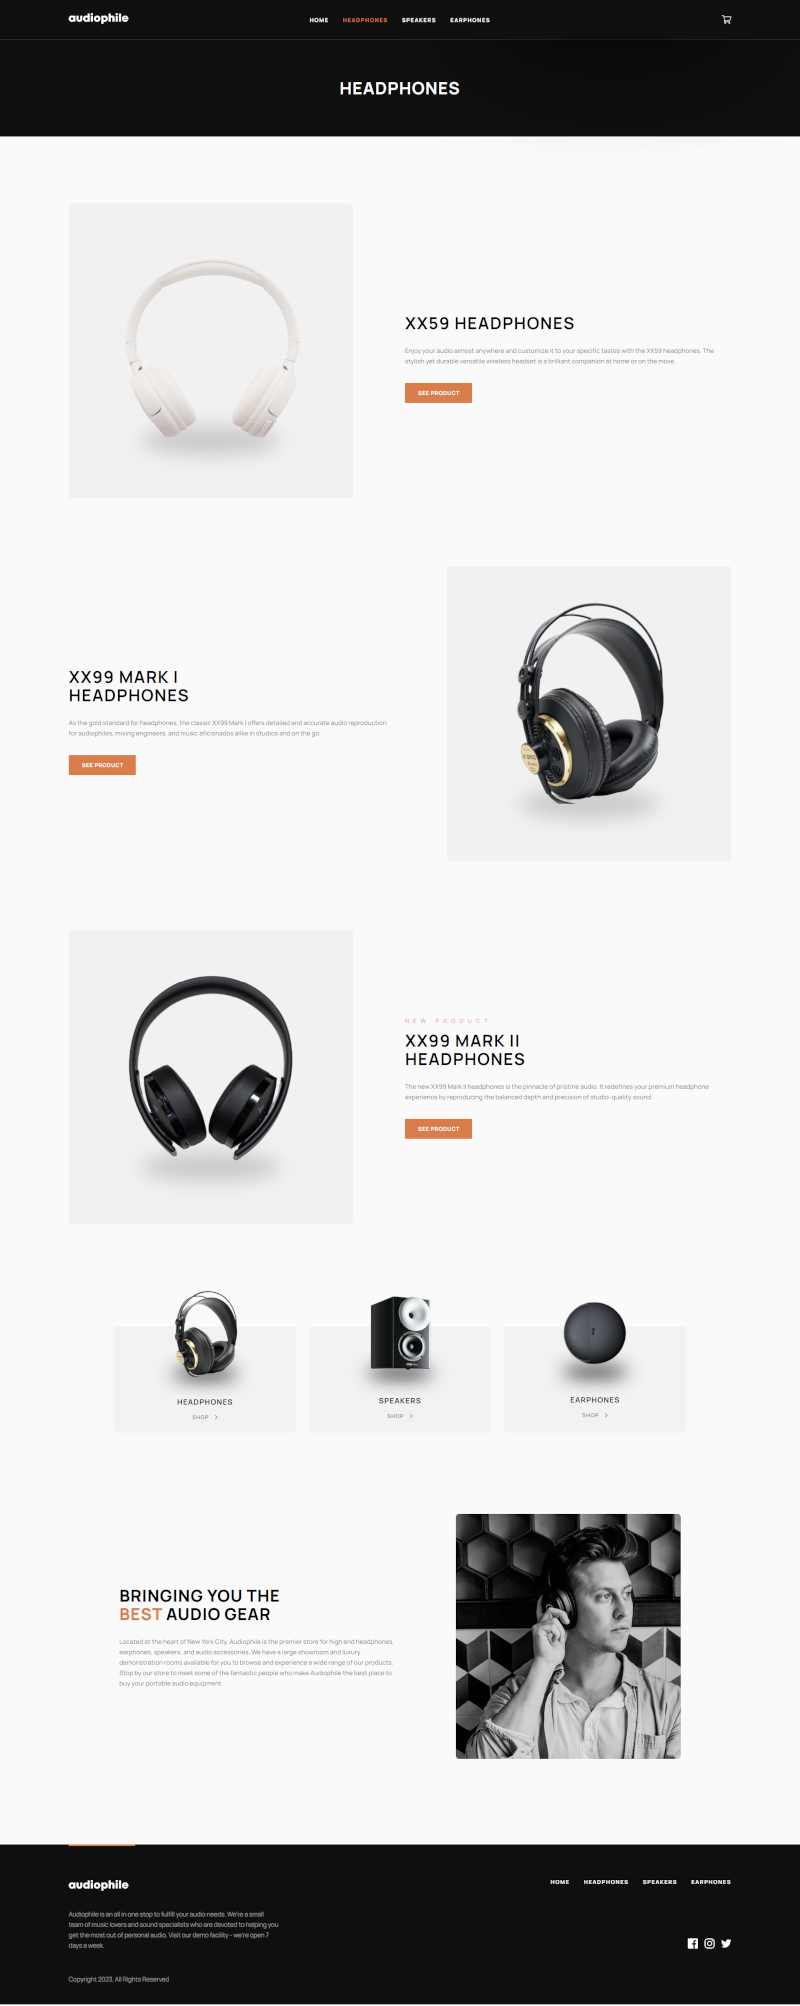 audiophile
HOME HEADPHONES SPEAKERS EARPHONES
HEADPHONES
XX59 HEADPHONES
Enjoy your audio almost anywhere and customize it to your specific tastes with the XX59 headphones. The
stylish yet durable versatile wireless headset is a brilliant companion at home or on the move.
SEE PRODUCT
XX99 MARK I
HEADPHONES
As the gold standard for headphones, the classic XX99 Mark I offers detailed and accurate audio reproduction
for audiophiles, mixing engineers, and music aficionados alike in studios and on the go.
SEE PRODUCT
NEW PRODUCT
XX99 MARK II
HEADPHONES
The new XX99 Mark II headphones is the pinnacle of pristine audio. It redefines your premium headphone
experience by reproducing the balanced depth and precision of studio-quality sound.
SEE PRODUCT
HEADPHONES
SHOP
SPEAKERS
SHOP
EARPHONES
SHOP
BRINGING YOU THE
BEST AUDIO GEAR
Located at the heart of New York City, Audiophile is the premier store for high end headphones,
earphones, speakers, and audio accessories. We have a large showroom and luxury
demonstration rooms available for you to browse and experience a wide range of our products.
Stop by our store to meet some of the fantastic people who make Audiophile the best place to
buy your portable audio equipment.
audiophile
HOME HEADPHONES SPEAKERS EARPHONES
Audiophile is an all in one stop to fulfill your audio needs. We're a small
team of music lovers and sound specialists who are devoted to helping you
get the most out of personal audio. Visit our demo facility - we're open 7
days a week.
Copyright 2023. All Rights Reserved